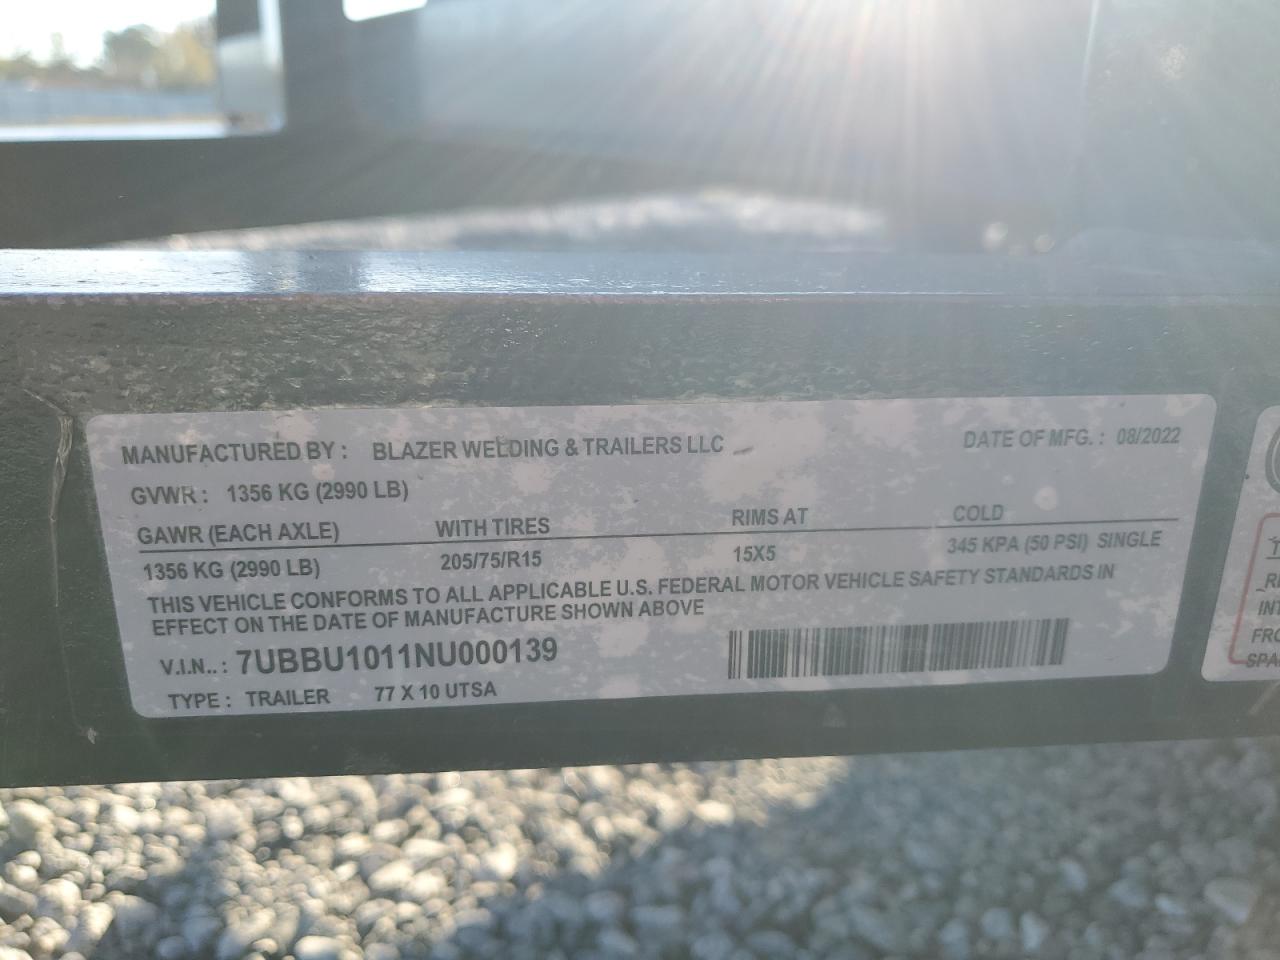 MANUFACTURED BY : BLAZER WELDING & TRAILERS LLC DATE OF MFG. : 08/2022
GVWR : 1356 KG (2990 LB)
GAWR (EACH AXLE) WITH TIRES RIMS AT COLD
1356 KG (2990 LB) 205/75/R15 15X5 345 KPA (50 PSI) SINGLE
THIS VEHICLE CONFORMS TO ALL APPLICABLE U.S. FEDERAL MOTOR VEHICLE SAFETY STANDARDS IN
EFFECT ON THE DATE OF MANUFACTURE SHOWN ABOVE
V.I.N.. : 7UBBU1011NU000139
TYPE : TRAILER 77 X 10 UTSA
INT
FRO
SPA